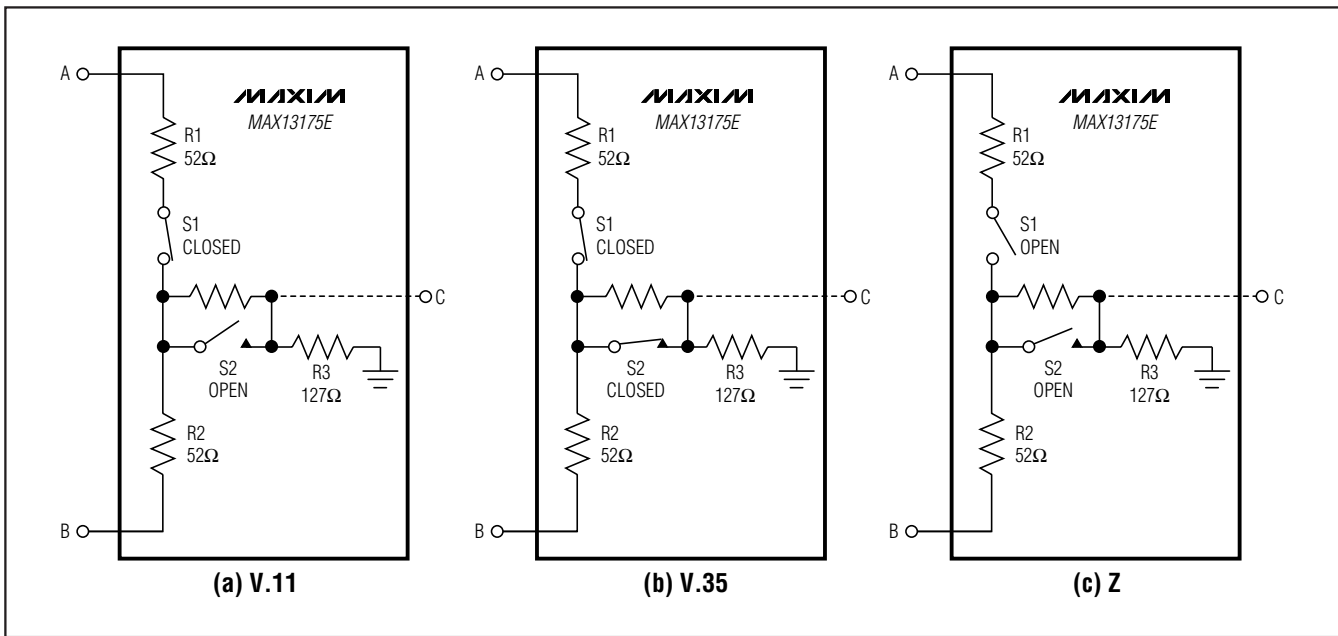 A
MAXIM
MAX13175E
R1
52Ω
S1
CLOSED
C
S2
OPEN
R3
127Ω
R2
52Ω
B
(a) V.11
A
MAXIM
MAX13175E
R1
52Ω
S1
CLOSED
C
S2
CLOSED
R3
127Ω
R2
52Ω
B
(b) V.35
A
MAXIM
MAX13175E
R1
52Ω
S1
OPEN
C
S2
OPEN
R3
127Ω
R2
52Ω
B
(c) Z